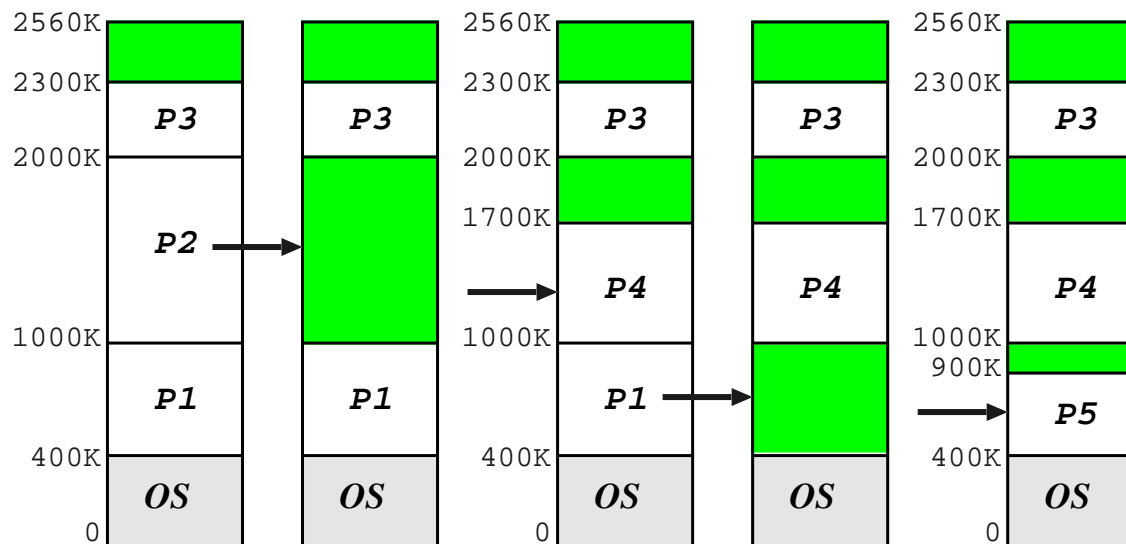 2560K 2560K 2560K
2300K 2300K 2300K
P3 P3 P3 P3 P3
2000K 2000K 2000K
1700K 1700K
P2 P4 P4 P4
1000K 1000K 1000K
900K
P1 P1 P1 P5
400K 400K 400K
OS OS OS OS OS
0 0 0